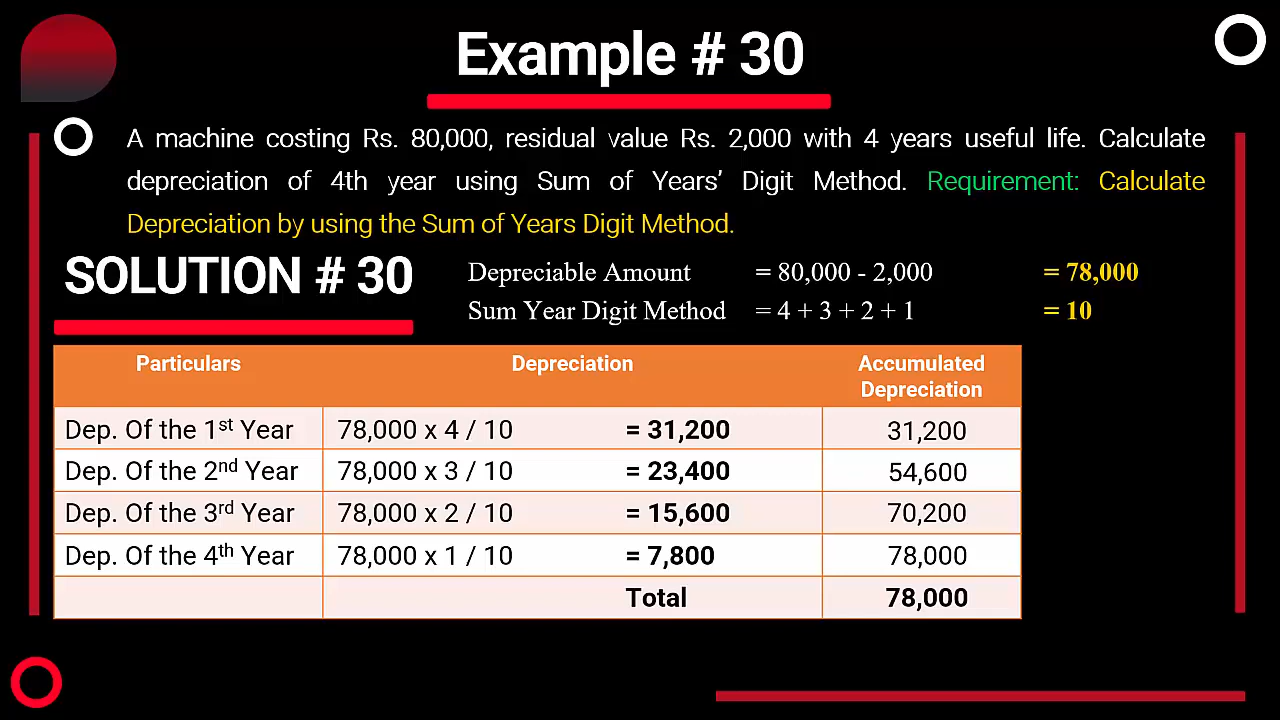 Example # 30
A machine costing Rs. 80,000, residual value Rs. 2,000 with 4 years useful life. Calculate
depreciation of 4th year using Sum of Years’ Digit Method. Requirement: Calculate
Depreciation by using the Sum of Years Digit Method.
SOLUTION # 30
Depreciable Amount = 80,000 - 2,000 = 78,000
Sum Year Digit Method = 4 + 3 + 2 + 1 = 10
Particulars Depreciation Accumulated
Depreciation
Dep. Of the 1st Year 78,000 x 4 / 10 = 31,200 31,200
Dep. Of the 2nd Year 78,000 x 3 / 10 = 23,400 54,600
Dep. Of the 3rd Year 78,000 x 2 / 10 = 15,600 70,200
Dep. Of the 4th Year 78,000 x 1 / 10 = 7,800 78,000
Total 78,000